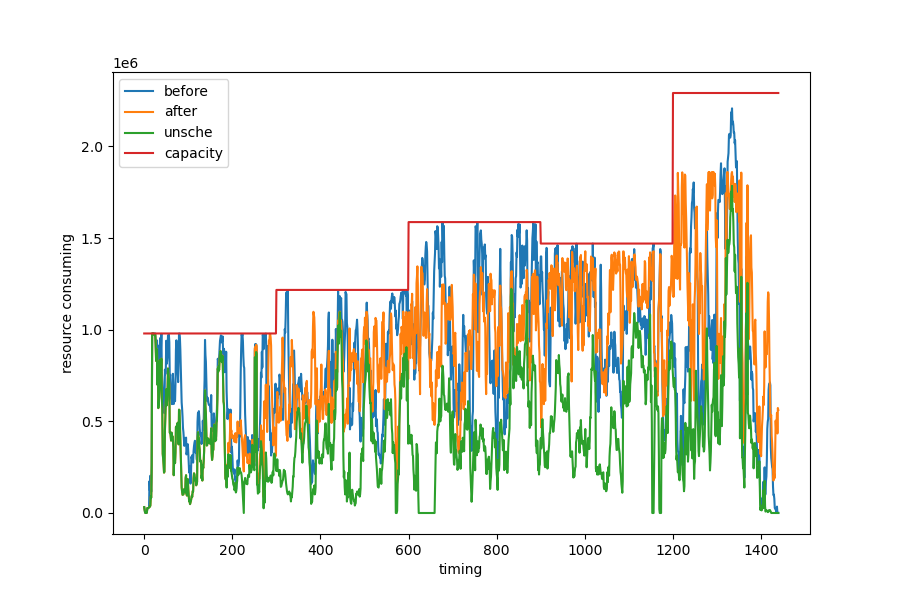 1e6
before
after
unsche
capacity
2.0
1.5
1.0
0.5
0.0
resource consuming
0 200 400 600 800 1000 1200 1400
timing